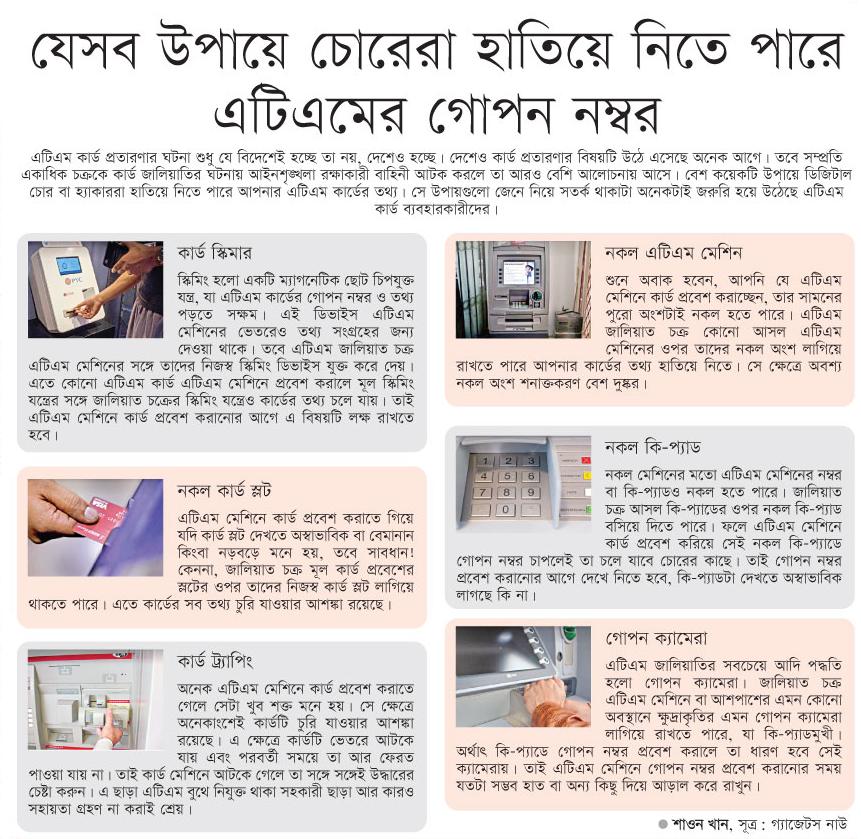 যেসব উপায়ে চোরেরা হাতিয়ে নিতে পারে
এটিএমের গোপন নম্বর
এটিএম কার্ড প্রতারণার ঘটনা শুধু যে বিদেশেই হচ্ছে তা নয়, দেশেও হচ্ছে। দেশেও কার্ড প্রতারণার বিষয়টি উঠে এসেছে অনেক আগে। তবে সম্প্রতি
একাধিক চক্রকে কার্ড জালিয়াতির ঘটনায় আইনশৃঙ্খলা রক্ষাকারী বাহিনী আটক করলে তা আরও বেশি আলোচনায় আসে। বেশ কয়েকটি উপায়ে ডিজিটাল
চোর বা হ্যাকাররা হাতিয়ে নিতে পারে আপনার এটিএম কার্ডের তথ্য। সে উপায়গুলো জেনে নিয়ে সতর্ক থাকাটা অনেকটাই জরুরি হয়ে উঠেছে এটিএম
কার্ড ব্যবহারকারীদের।
কার্ড স্কিমার
স্কিমিং হলো একটি ম্যাগনেটিক ছোট চিপযুক্ত
যন্ত্র, যা এটিএম কার্ডের গোপন নম্বর ও তথ্য
পড়তে সক্ষম। এই ডিভাইস এটিএম
মেশিনের ভেতরেও তথ্য সংগ্রহের জন্য
দেওয়া থাকে। তবে এটিএম জালিয়াত চক্র
এটিএম মেশিনের সঙ্গে তাদের নিজস্ব স্কিমিং ডিভাইস যুক্ত করে দেয়।
এতে কোনো এটিএম কার্ড এটিএম মেশিনে প্রবেশ করালে মূল স্কিমিং
যন্ত্রের সঙ্গে জালিয়াত চক্রের স্কিমিং যন্ত্রেও কার্ডের তথ্য চলে যায়। তাই
এটিএম মেশিনে কার্ড প্রবেশ করানোর আগে এ বিষয়টি লক্ষ রাখতে
হবে।
নকল কার্ড স্লট
এটিএম মেশিনে কার্ড প্রবেশ করাতে গিয়ে
যদি কার্ড স্লট দেখতে অস্বাভাবিক বা বেমানান
কিংবা নড়বড়ে মনে হয়, তবে সাবধান!
কেননা, জালিয়াত চক্র মূল কার্ড প্রবেশের
স্লটের ওপর তাদের নিজস্ব কার্ড স্লট লাগিয়ে
থাকতে পারে। এতে কার্ডের সব তথ্য চুরি যাওয়ার আশঙ্কা রয়েছে।
VISA
কার্ড ট্র্যাপিং
অনেক এটিএম মেশিনে কার্ড প্রবেশ করাতে
গেলে সেটা খুব শক্ত মনে হয়। সে ক্ষেত্রে
অনেকাংশেই কার্ডটি চুরি যাওয়ার আশঙ্কা
রয়েছে। এ ক্ষেত্রে কার্ডটি ভেতরে আটকে
যায় এবং পরবর্তী সময়ে তা আর ফেরত
পাওয়া যায় না। তাই কার্ড মেশিনে আটকে গেলে তা সঙ্গে সঙ্গেই উদ্ধারের
চেষ্টা করুন। এ ছাড়া এটিএম বুথে নিযুক্ত থাকা সহকারী ছাড়া আর কারও
সহায়তা গ্রহণ না করাই শ্রেয়।
নকল এটিএম মেশিন
শুনে অবাক হবেন, আপনি যে এটিএম
মেশিনে কার্ড প্রবেশ করাচ্ছেন, তার সামনের
পুরো অংশটাই নকল হতে পারে। এটিএম
জালিয়াত চক্র কোনো আসল এটিএম
মেশিনের ওপর তাদের নকল অংশ লাগিয়ে
রাখতে পারে আপনার কার্ডের তথ্য হাতিয়ে নিতে। সে ক্ষেত্রে অবশ্য
নকল অংশ শনাক্তকরণ বেশ দুষ্কর।
নকল কি-প্যাড
নকল মেশিনের মতো এটিএম মেশিনের নম্বর
বা কি-প্যাডও নকল হতে পারে। জালিয়াত
চক্র আসল কি-প্যাডের ওপর নকল কি-প্যাড
বসিয়ে দিতে পারে। ফলে এটিএম মেশিনে
কার্ড প্রবেশ করিয়ে সেই নকল কি-প্যাডে
গোপন নম্বর চাপলেই তা চলে যাবে চোরের কাছে। তাই গোপন নম্বর
প্রবেশ করানোর আগে দেখে নিতে হবে, কি-প্যাডটা দেখতে অস্বাভাবিক
লাগছে কি না।
1 2 3
4 5 6
7 8 9
0
গোপন ক্যামেরা
এটিএম জালিয়াতির সবচেয়ে আদি পদ্ধতি
হলো গোপন ক্যামেরা। জালিয়াত চক্র
এটিএম মেশিনে বা আশপাশের এমন কোনো
অবস্থানে ক্ষুদ্রাকৃতির এমন গোপন ক্যামেরা
লাগিয়ে রাখতে পারে, যা কি-প্যাডমুখী।
অর্থাৎ কি-প্যাডে গোপন নম্বর প্রবেশ করালে তা ধারণ হবে সেই
ক্যামেরায়। তাই এটিএম মেশিনে গোপন নম্বর প্রবেশ করানোর সময়
যতটা সম্ভব হাত বা অন্য কিছু দিয়ে আড়াল করে রাখুন।
● শাওন খান, সূত্র : গ্যাজেটস নাউ